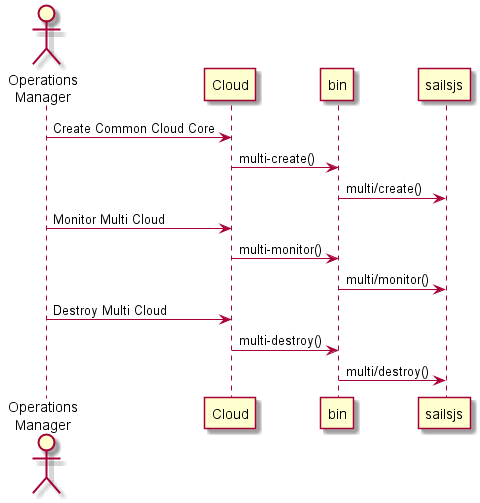 Operations
Manager
Cloud
bin
sailsjs
Create Common Cloud Core
multi-create()
multi/create()
Monitor Multi Cloud
multi-monitor()
multi/monitor()
Destroy Multi Cloud
multi-destroy()
multi/destroy()
Operations
Manager
Cloud
bin
sailsjs